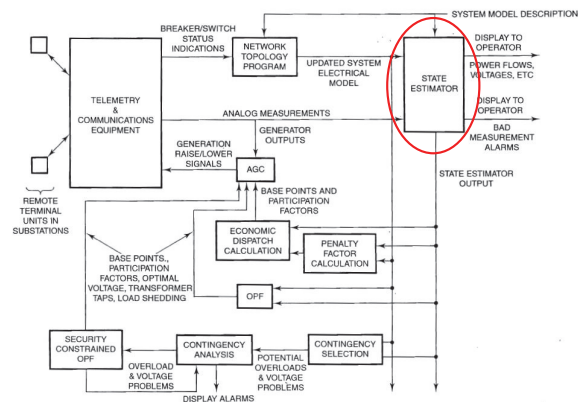 SYSTEM MODEL DESCRIPTION
BREAKER/SWITCH
STATUS
INDICATIONS
NETWORK
TOPOLOGY
PROGRAM
UPDATED SYSTEM
ELECTRICAL
MODEL
STATE
ESTIMATOR
DISPLAY TO
OPERATOR
POWER FLOWS,
VOLTAGES, ETC
DISPLAY TO
OPERATOR
BAD
MEASUREMENT
ALARMS
TELEMETRY
&
COMMUNICATIONS
EQUIPMENT
ANALOG MEASUREMENTS
GENERATOR
OUTPUTS
GENERATION
RAISE/LOWER
SIGNALS
AGC
STATE ESTIMATOR
OUTPUT
REMOTE
TERMINAL
UNITS IN
SUBSTATIONS
BASE POINTS AND
PARTICIPATION
FACTORS
ECONOMIC
DISPATCH
CALCULATION
PENALTY
FACTOR
CALCULATION
BASE POINTS.,
PARTICIPATION
FACTORS, OPTIMAL
VOLTAGE, TRANSFORMER
TAPS, LOAD SHEDDING
OPF
SECURITY
CONSTRAINED
OPF
OVERLOAD
& VOLTAGE
PROBLEMS
CONTINGENCY
ANALYSIS
POTENTIAL
OVERLOADS
& VOLTAGE
PROBLEMS
CONTINGENCY
SELECTION
DISPLAY ALARMS